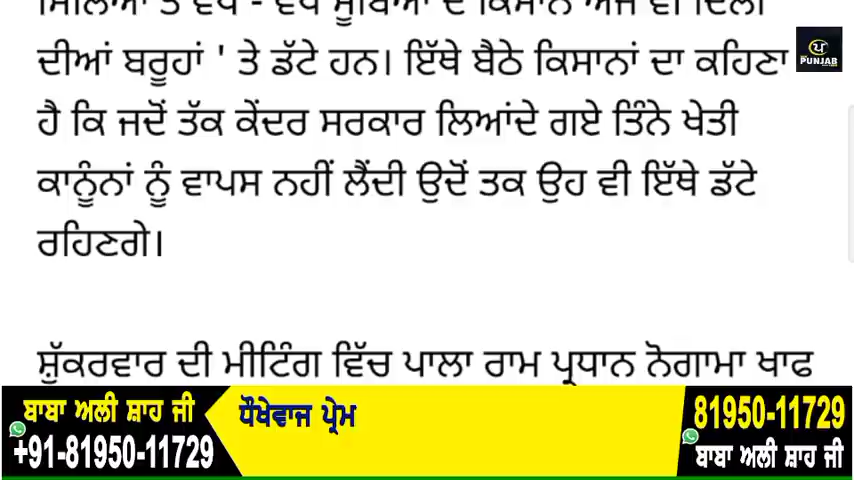 ਦੀਆਂ ਬਰੂਹਾਂ ' ਤੇ ਡੱਟੇ ਹਨ। ਇੱਥੇ ਬੈਠੇ ਕਿਸਾਨਾਂ ਦਾ ਕਹਿਣਾ
ਹੈ ਕਿ ਜਦੋਂ ਤੱਕ ਕੇਂਦਰ ਸਰਕਾਰ ਲਿਆਂਦੇ ਗਏ ਤਿੰਨੇ ਖੇਤੀ
ਕਾਨੂੰਨਾਂ ਨੂੰ ਵਾਪਸ ਨਹੀਂ ਲੈਂਦੀ ਉਦੋਂ ਤਕ ਉਹ ਵੀ ਇੱਥੇ ਡੱਟੇ
ਰਹਿਣਗੇ।
ਸ਼ੁੱਕਰਵਾਰ ਦੀ ਮੀਟਿੰਗ ਵਿੱਚ ਪਾਲਾ ਰਾਮ ਪ੍ਰਧਾਨ ਨੋਗਾਮਾ ਖਾਫ
PUNJAB
ਬਾਬਾ ਅਲੀ ਸ਼ਾਹ ਜੀ
+91-81950-11729
ਧੌਖੇਵਾਜ ਪ੍ਰੇਮ
81950-11729
ਬਾਬਾ ਅਲੀ ਸ਼ਾਹ ਜੀ